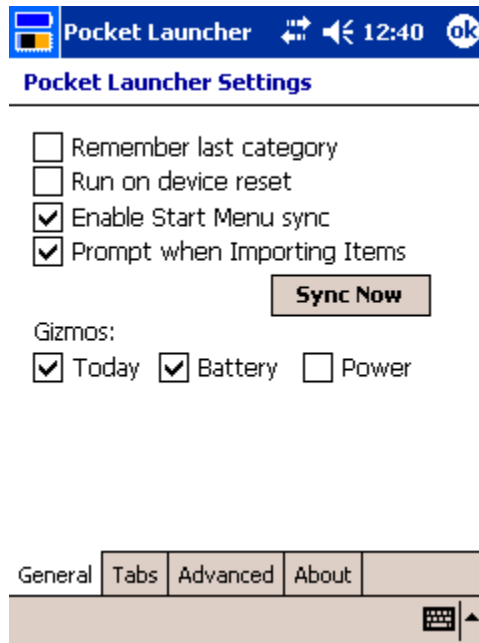 Pocket Launcher 12:40 ok
Pocket Launcher Settings
Remember last category
Run on device reset
Enable Start Menu sync
Prompt when Importing Items
Sync Now
Gizmos:
Today Battery Power
General Tabs Advanced About